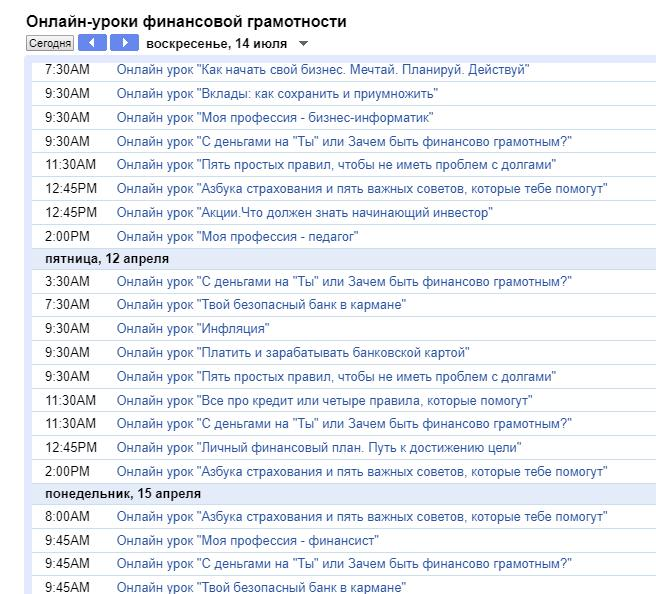 Онлайн-уроки финансовой грамотности
Сегодня воскресенье, 14 июля
7:30AM Онлайн урок "Как начать свой бизнес. Мечтай. Планируй. Действуй"
9:30AM Онлайн урок "Вклады: как сохранить и приумножить"
9:30AM Онлайн урок "Моя профессия - бизнес-информатик"
9:30AM Онлайн урок "С деньгами на "Ты" или Зачем быть финансово грамотным?"
11:30AM Онлайн урок "Пять простых правил, чтобы не иметь проблем с долгами"
12:45PM Онлайн урок "Азбука страхования и пять важных советов, которые тебе помогут"
12:45PM Онлайн урок "Акции.Что должен знать начинающий инвестор"
2:00PM Онлайн урок "Моя профессия - педагог"
пятница, 12 апреля
3:30AM Онлайн урок "С деньгами на "Ты" или Зачем быть финансово грамотным?"
7:30AM Онлайн урок "Твой безопасный банк в кармане"
9:30AM Онлайн урок "Инфляция"
9:30AM Онлайн урок "Платить и зарабатывать банковской картой"
9:30AM Онлайн урок "Пять простых правил, чтобы не иметь проблем с долгами"
11:30AM Онлайн урок "Все про кредит или четыре правила, которые помогут"
11:30AM Онлайн урок "С деньгами на "Ты" или Зачем быть финансово грамотным?"
12:45PM Онлайн урок "Личный финансовый план. Путь к достижению цели"
2:00PM Онлайн урок "Азбука страхования и пять важных советов, которые тебе помогут"
понедельник, 15 апреля
8:00AM Онлайн урок "Азбука страхования и пять важных советов, которые тебе помогут"
9:45AM Онлайн урок "Моя профессия - финансист"
9:45AM Онлайн урок "С деньгами на "Ты" или Зачем быть финансово грамотным?"
9:45AM Онлайн урок "Твой безопасный банк в кармане"